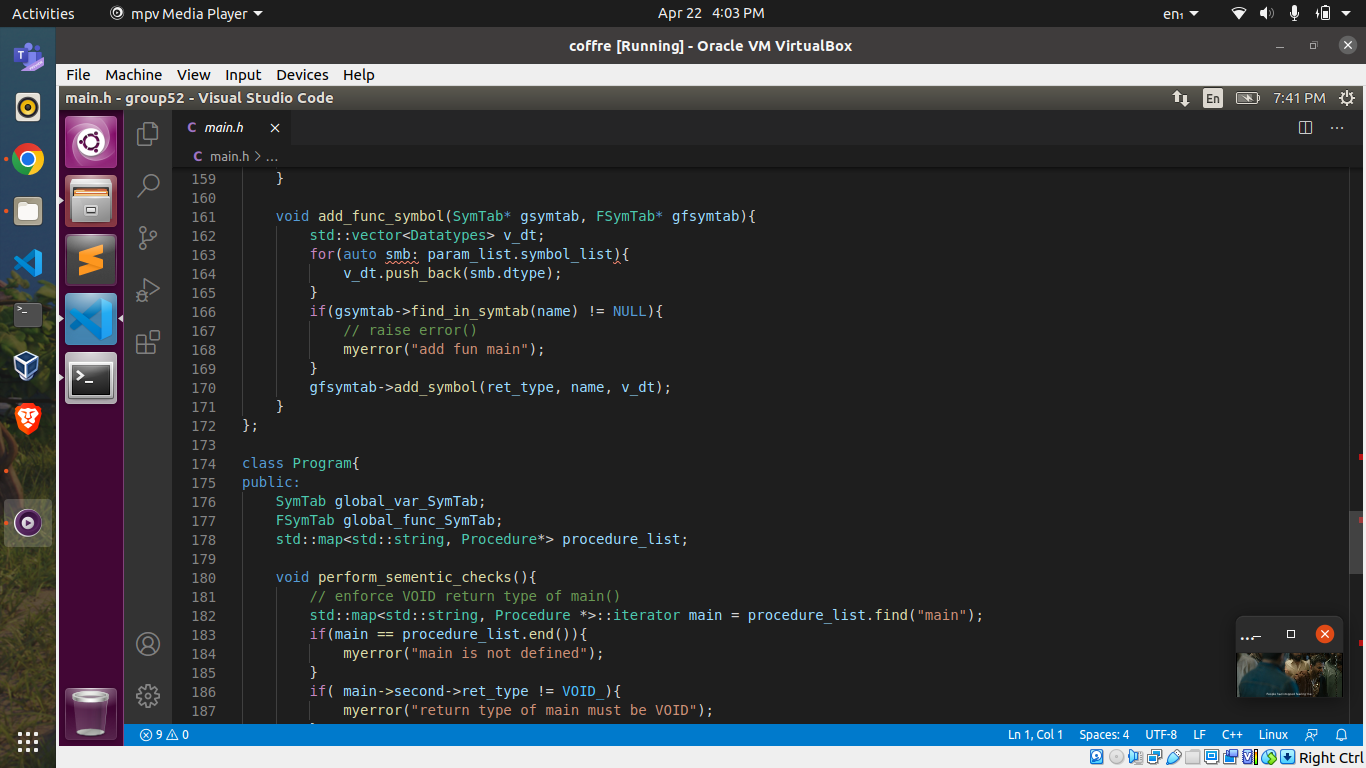 Activities
mpv Media Player
Apr 22 4:03 PM
en₁
coffre [Running] - Oracle VM VirtualBox
File Machine View Input Devices Help
main.h - group52 - Visual Studio Code
En
7:41 PM
C main.h
C main.h > ...
159 }
160
161 void add_func_symbol(SymTab* gsymtab, FSymTab* gfsymtab){
162 std::vector<Datatypes> v_dt;
163 for(auto smb: param_list.symbol_list){
164 v_dt.push_back(smb.dtype);
165 }
166 if(gsymtab->find_in_symtab(name) != NULL){
167 // raise error()
168 myerror("add fun main");
169 }
170 gfsymtab->add_symbol(ret_type, name, v_dt);
171 }
172 };
173
174 class Program{
175 public:
176 SymTab global_var_SymTab;
177 FSymTab global_func_SymTab;
178 std::map<std::string, Procedure*> procedure_list;
179
180 void perform_sementic_checks(){
181 // enforce VOID return type of main()
182 std::map<std::string, Procedure *>::iterator main = procedure_list.find("main");
183 if(main == procedure_list.end()){
184 myerror("main is not defined");
185 }
186 if( main->second->ret_type != VOID_){
187 myerror("return type of main must be VOID");
9 0
Ln 1, Col 1 Spaces: 4 UTF-8 LF C++ Linux
Right Ctrl